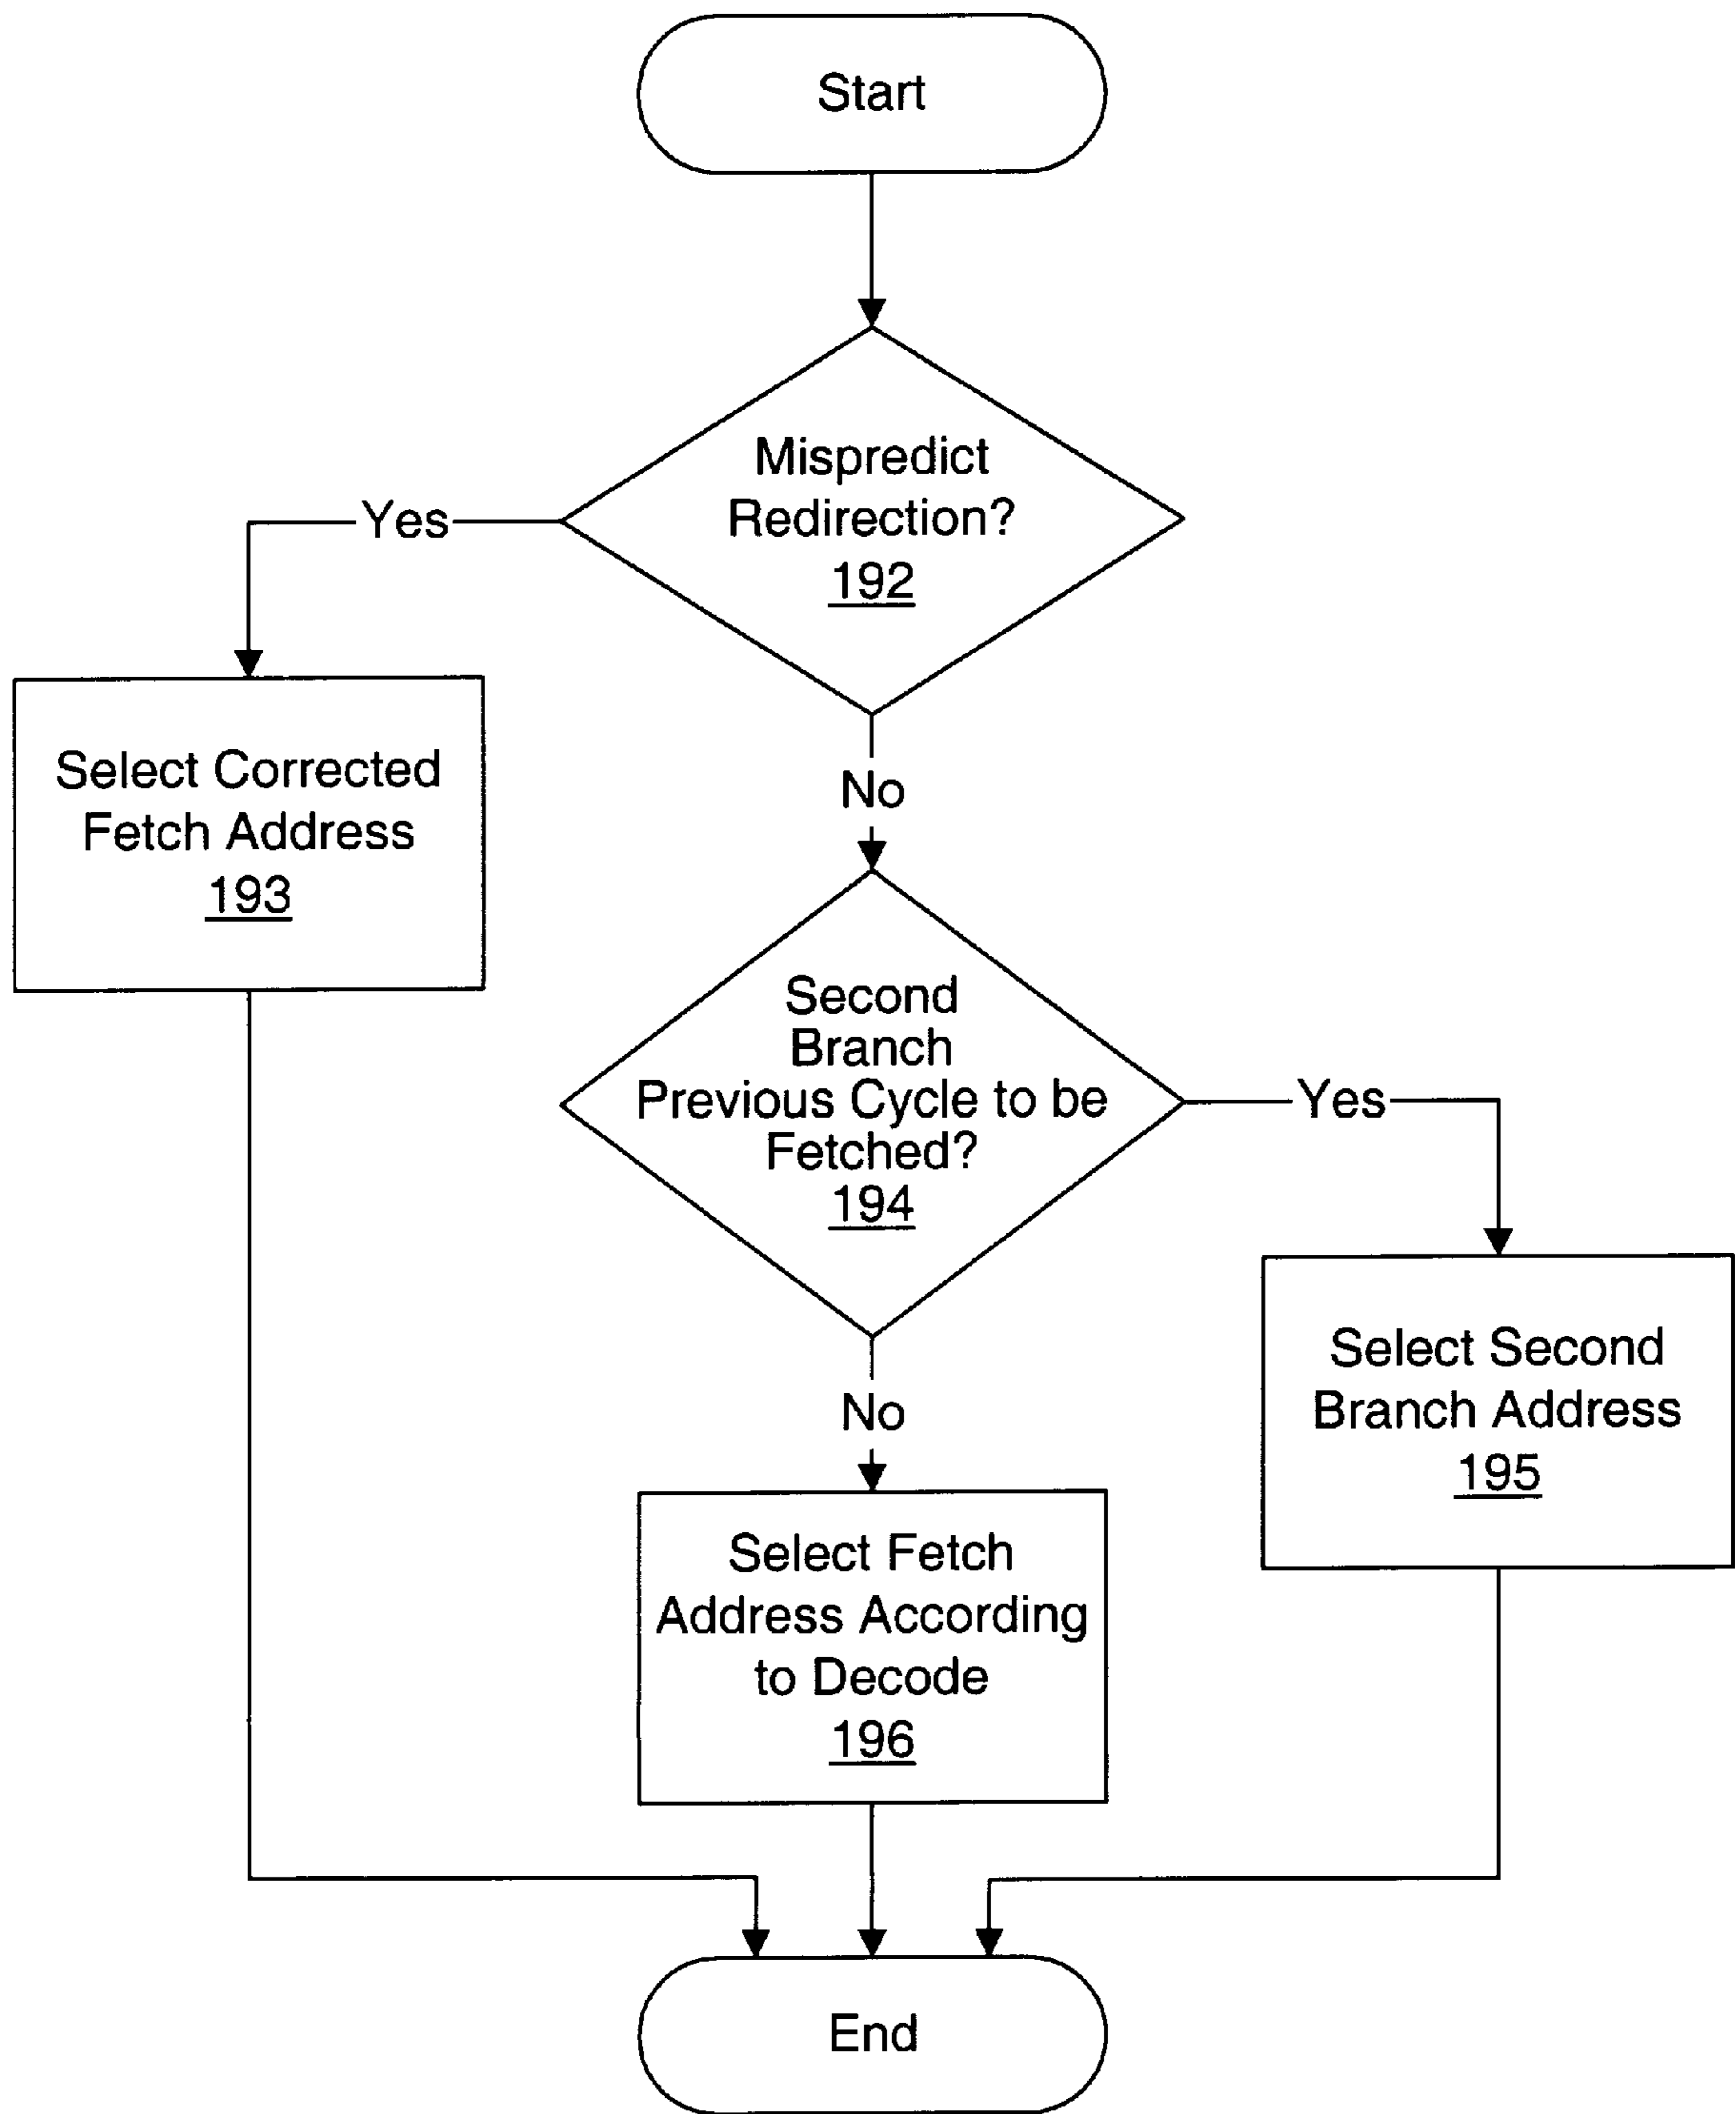 Start
Mispredict
Redirection?
192
Yes
Select Corrected
Fetch Address
193
No
Second
Branch
Previous Cycle to be
Fetched?
194
Yes
Select Second
Branch Address
195
No
Select Fetch
Address According
to Decode
196
End